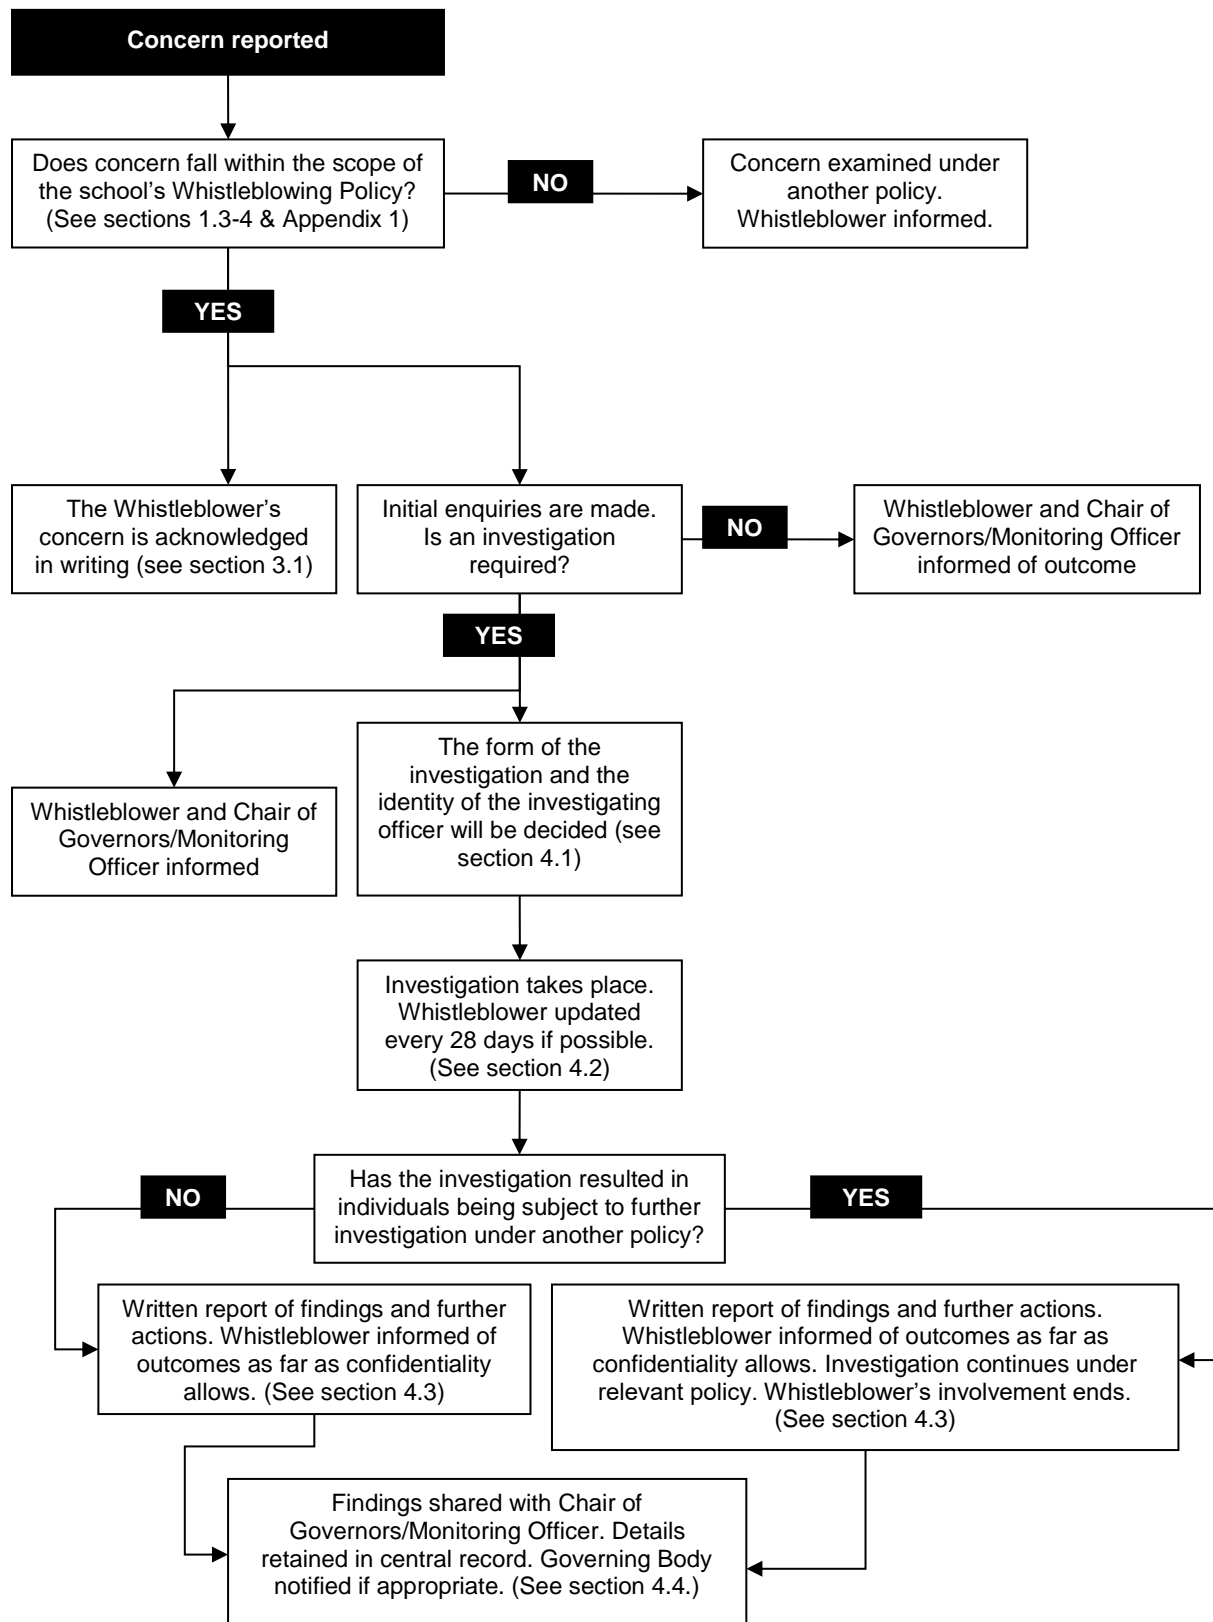 Concern reported
Does concern fall within the scope of
the school’s Whistleblowing Policy?
(See sections 1.3-4 & Appendix 1)
NO
Concern examined under
another policy.
Whistleblower informed.
YES
The Whistleblower’s
concern is acknowledged
in writing (see section 3.1)
Initial enquiries are made.
Is an investigation
required?
NO
Whistleblower and Chair of
Governors/Monitoring Officer
informed of outcome
YES
Whistleblower and Chair of
Governors/Monitoring
Officer informed
The form of the
investigation and the
identity of the investigating
officer will be decided (see
section 4.1)
Investigation takes place.
Whistleblower updated
every 28 days if possible.
(See section 4.2)
Has the investigation resulted in
individuals being subject to further
investigation under another policy?
NO
YES
Written report of findings and further
actions. Whistleblower informed of
outcomes as far as confidentiality
allows. (See section 4.3)
Written report of findings and further actions.
Whistleblower informed of outcomes as far as
confidentiality allows. Investigation continues under
relevant policy. Whistleblower’s involvement ends.
(See section 4.3)
Findings shared with Chair of
Governors/Monitoring Officer. Details
retained in central record. Governing Body
notified if appropriate. (See section 4.4.)